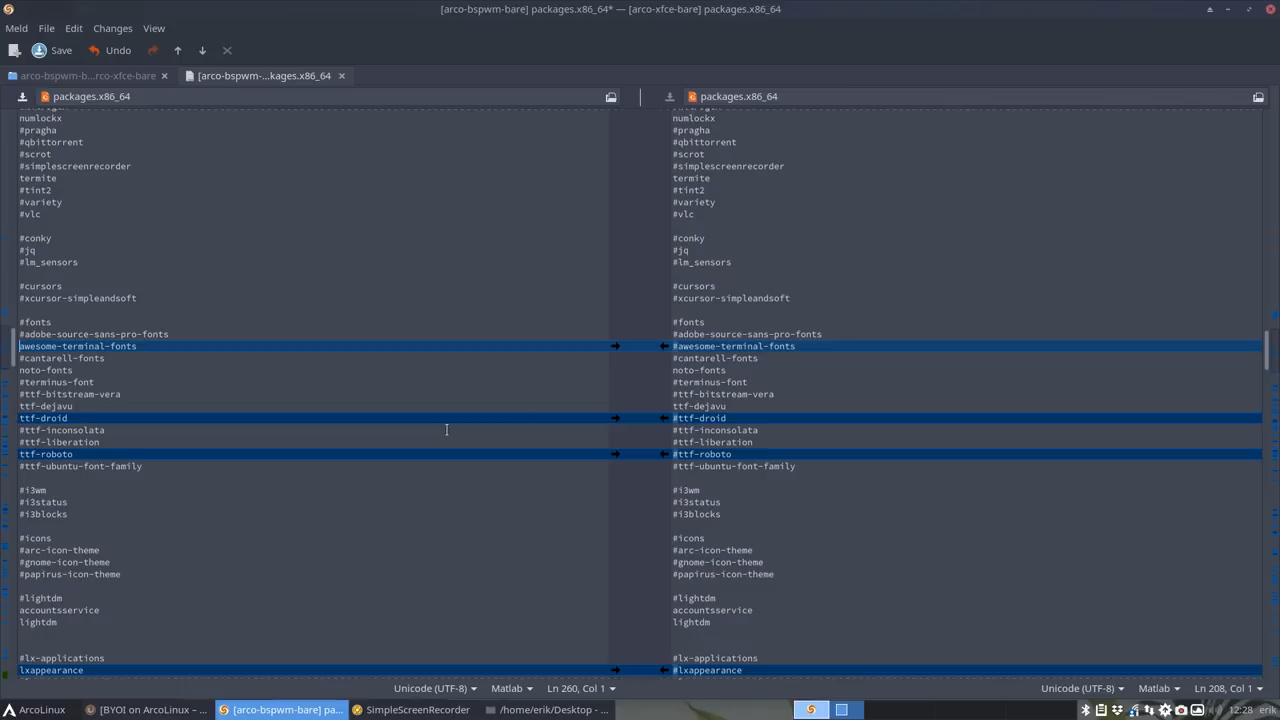 [arco-bspwm-bare] packages.x86_64* — [arco-xfce-bare] packages.x86_64
Meld File Edit Changes View
Save Undo
arco-bspwm-b...rco-xfce-bare [arco-bspwm-...kages.x86_64
packages.x86_64
numlockx
#pragha
#qbittorrent
#scrot
#simplescreenrecorder
termite
#tint2
#variety
#vlc
#conky
#jq
#lm_sensors
#cursors
#xcursor-simpleandsoft
#fonts
#adobe-source-sans-pro-fonts
awesome-terminal-fonts
#cantarell-fonts
noto-fonts
#terminus-font
#ttf-bitstream-vera
ttf-dejavu
ttf-droid
#ttf-inconsolata
#ttf-liberation
ttf-roboto
#ttf-ubuntu-font-family
#i3wm
#i3status
#i3blocks
#icons
#arc-icon-theme
#gnome-icon-theme
#papirus-icon-theme
#lightdm
accountsservice
lightdm
#lx-applications
lxappearance
Unicode (UTF-8) Matlab Ln 260, Col 1
packages.x86_64
numlockx
#pragha
#qbittorrent
#scrot
#simplescreenrecorder
termite
#tint2
#variety
#vlc
#conky
#jq
#lm_sensors
#cursors
#xcursor-simpleandsoft
#fonts
#adobe-source-sans-pro-fonts
#awesome-terminal-fonts
#cantarell-fonts
noto-fonts
#terminus-font
#ttf-bitstream-vera
ttf-dejavu
#ttf-droid
#ttf-inconsolata
#ttf-liberation
#ttf-roboto
#ttf-ubuntu-font-family
#i3wm
#i3status
#i3blocks
#icons
#arc-icon-theme
#gnome-icon-theme
#papirus-icon-theme
#lightdm
accountsservice
lightdm
#lx-applications
#lxappearance
Unicode (UTF-8) Matlab Ln 208, Col 1
ArcoLinux [BYOI on ArcoLinux – ... [arco-bspwm-bare] pa... SimpleScreenRecorder /home/erik/Desktop - ... 12:28 erik